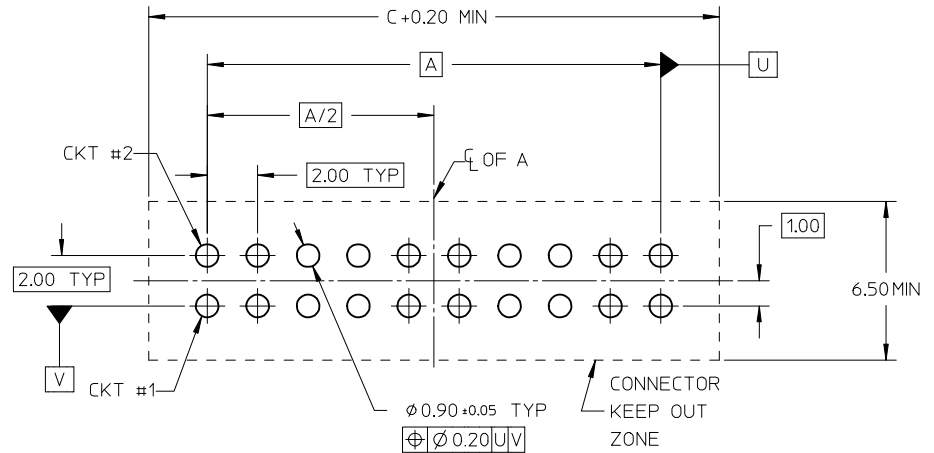 C+0.20 MIN
A
U
A/2
CKT #2
℄ OF A
2.00 TYP
1.00
2.00 TYP
6.50 MIN
V
CKT #1
CONNECTOR
KEEP OUT
ZONE
Ø0.90 ±0.05 TYP
⌖ Ø 0.20 U V